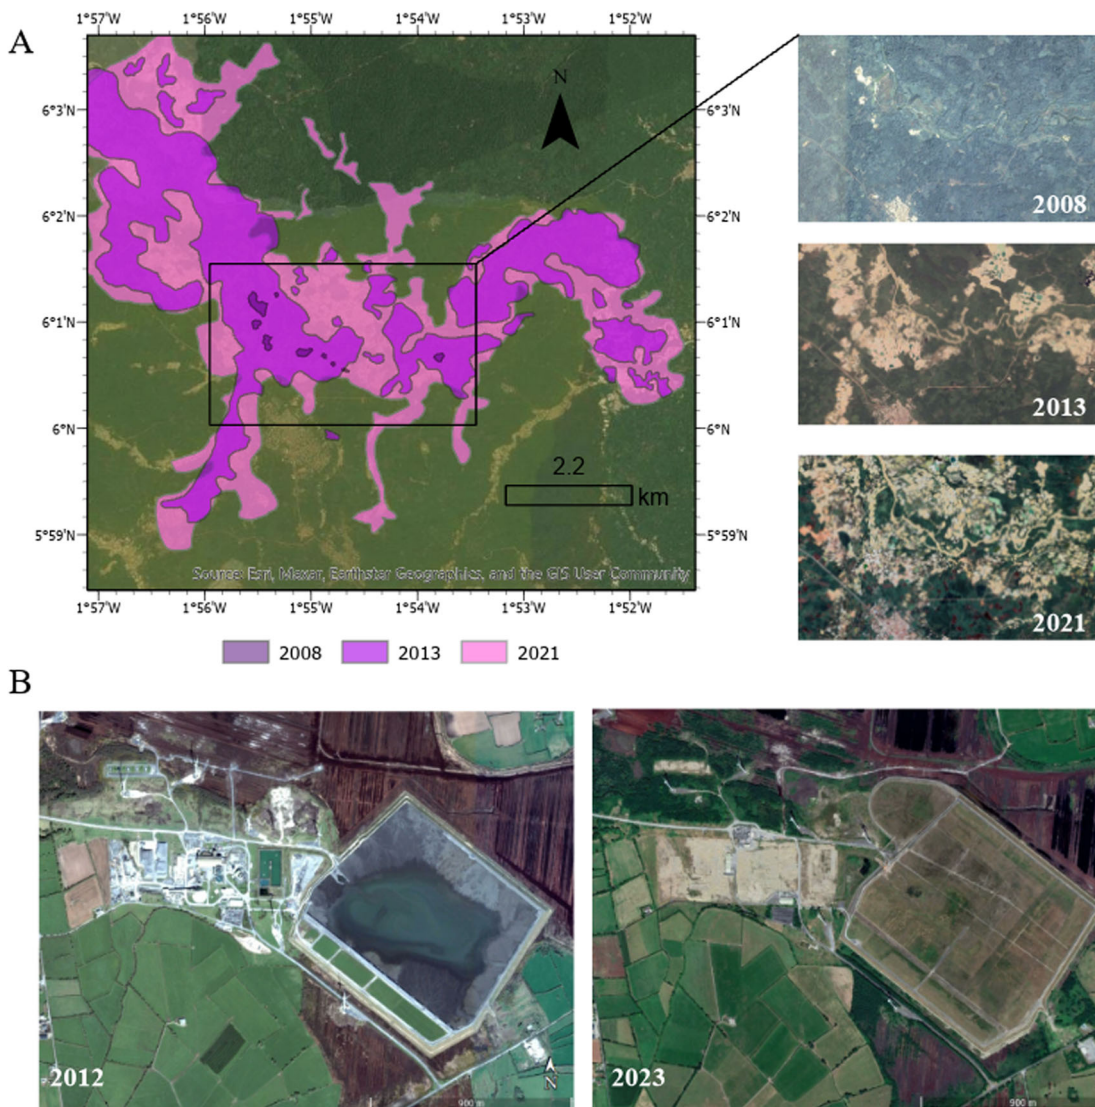 A
1°57'W 1°56'W 1°55'W 1°54'W 1°53'W 1°52'W
6°3'N
6°2'N
6°1'N
6°N
5°59'N
N
6°3'N
6°2'N
6°1'N
6°N
5°59'N
2.2
km
Source: Esri, Maxar, Earthstar Geographics, and the GIS User Community
1°57'W 1°56'W 1°55'W 1°54'W 1°53'W 1°52'W
2008 2013 2021
2008
2013
2021
B
2012
N
900 m
2023
900 m